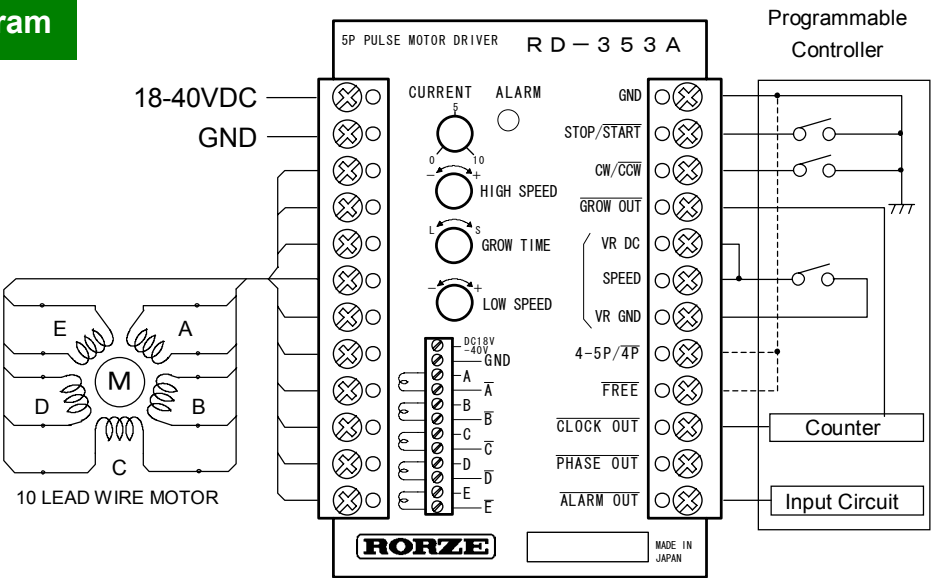 ram
5P PULSE MOTOR DRIVER RD-353A
Programmable
Controller
18-40VDC
GND
CURRENT ALARM
5
0 10
- +
HIGH SPEED
L S
GROW TIME
- +
LOW SPEED
GND
STOP/START
CW/CCW
GROW OUT
VR DC
SPEED
VR GND
4-5P/4P
FREE
CLOCK OUT
PHASE OUT
ALARM OUT
DC18V
-40V
GND
A
A
B
B
C
C
D
D
E
E
E A
M
D B
C
10 LEAD WIRE MOTOR
Counter
Input Circuit
RORZE
MADE IN
JAPAN